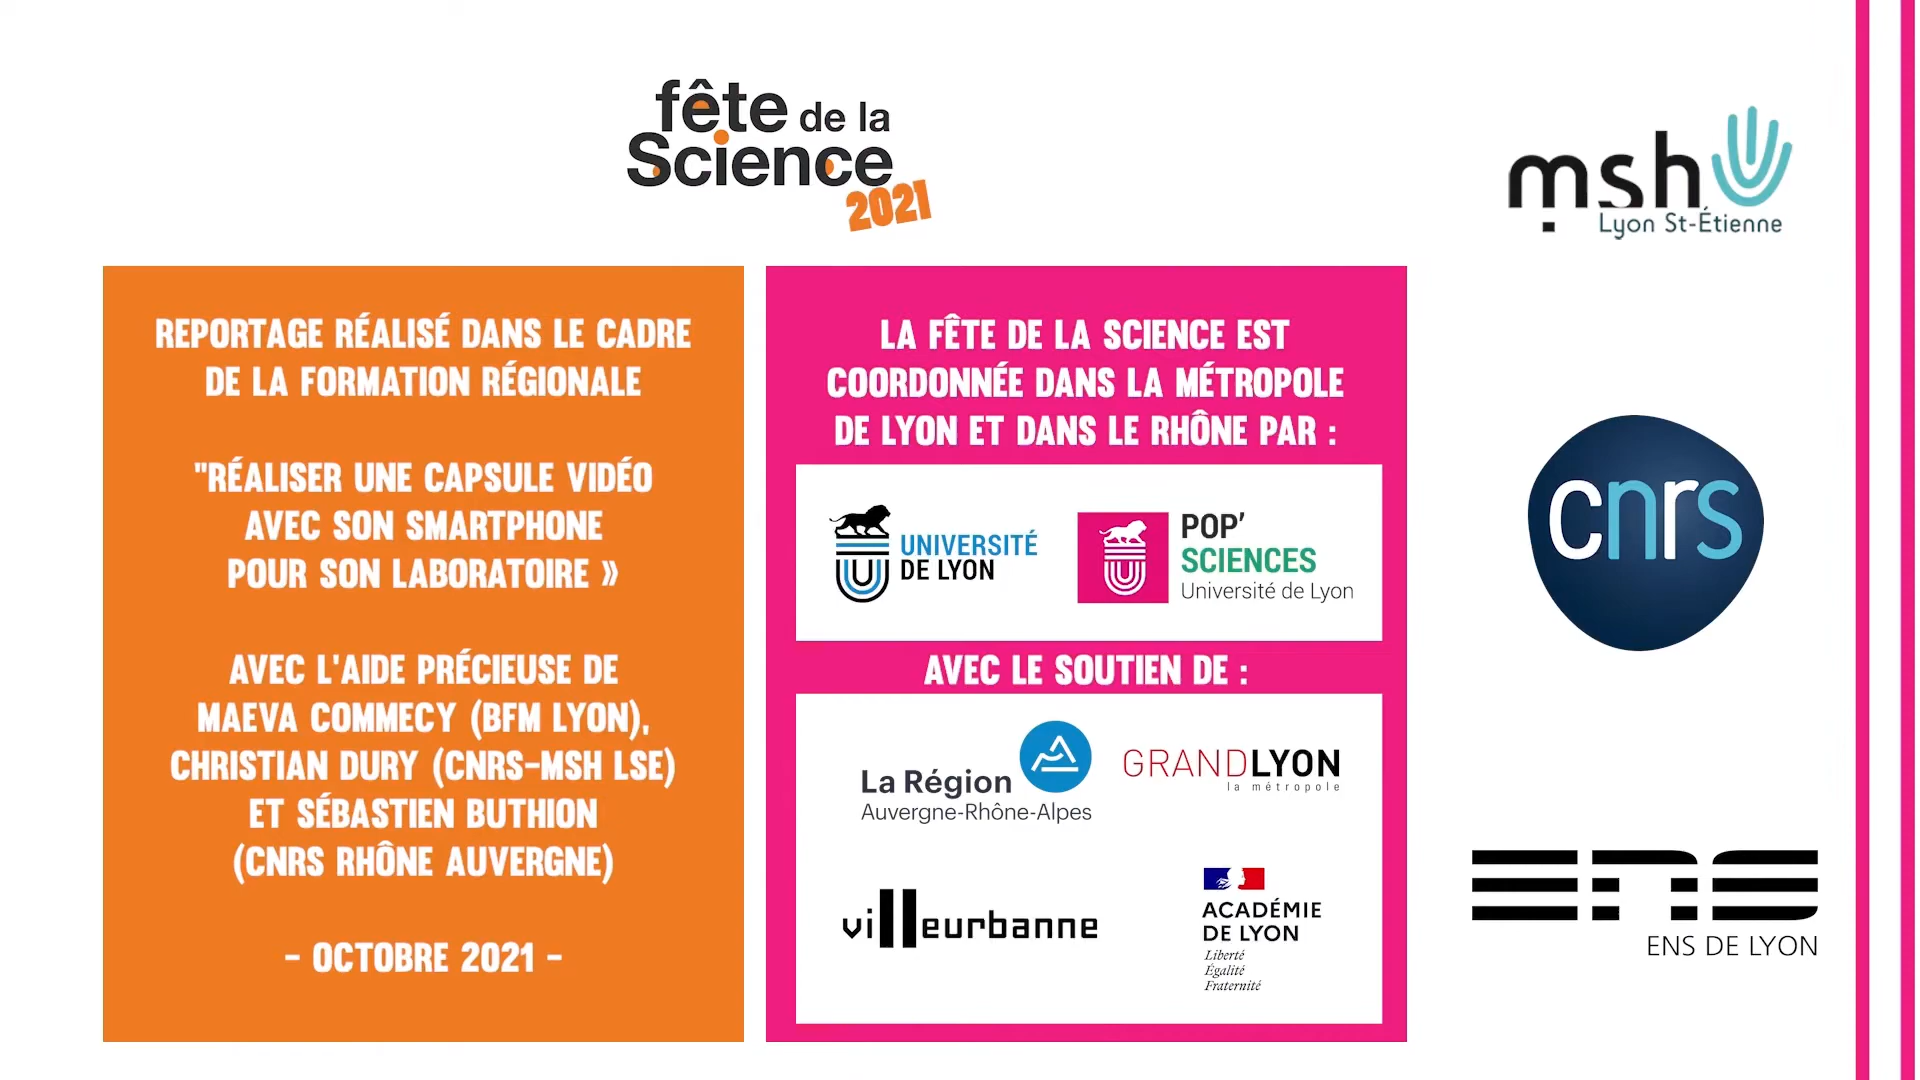 fête de la
Science
2021
msh
Lyon St-Étienne
REPORTAGE RÉALISÉ DANS LE CADRE
DE LA FORMATION RÉGIONALE
"RÉALISER UNE CAPSULE VIDÉO
AVEC SON SMARTPHONE
POUR SON LABORATOIRE »
AVEC L'AIDE PRÉCIEUSE DE
MAEVA COMMECY (BFM LYON),
CHRISTIAN DURY (CNRS-MSH LSE)
ET SÉBASTIEN BUTHION
(CNRS RHÔNE AUVERGNE)
- OCTOBRE 2021 -
LA FÊTE DE LA SCIENCE EST
COORDONNÉE DANS LA MÉTROPOLE
DE LYON ET DANS LE RHÔNE PAR :
UNIVERSITÉ
DE LYON
POP'
SCIENCES
Université de Lyon
AVEC LE SOUTIEN DE :
La Région
Auvergne-Rhône-Alpes
GRANDLYON
la métropole
villeurbanne
ACADÉMIE
DE LYON
Liberté
Égalité
Fraternité
cnrs
ENS
ENS DE LYON